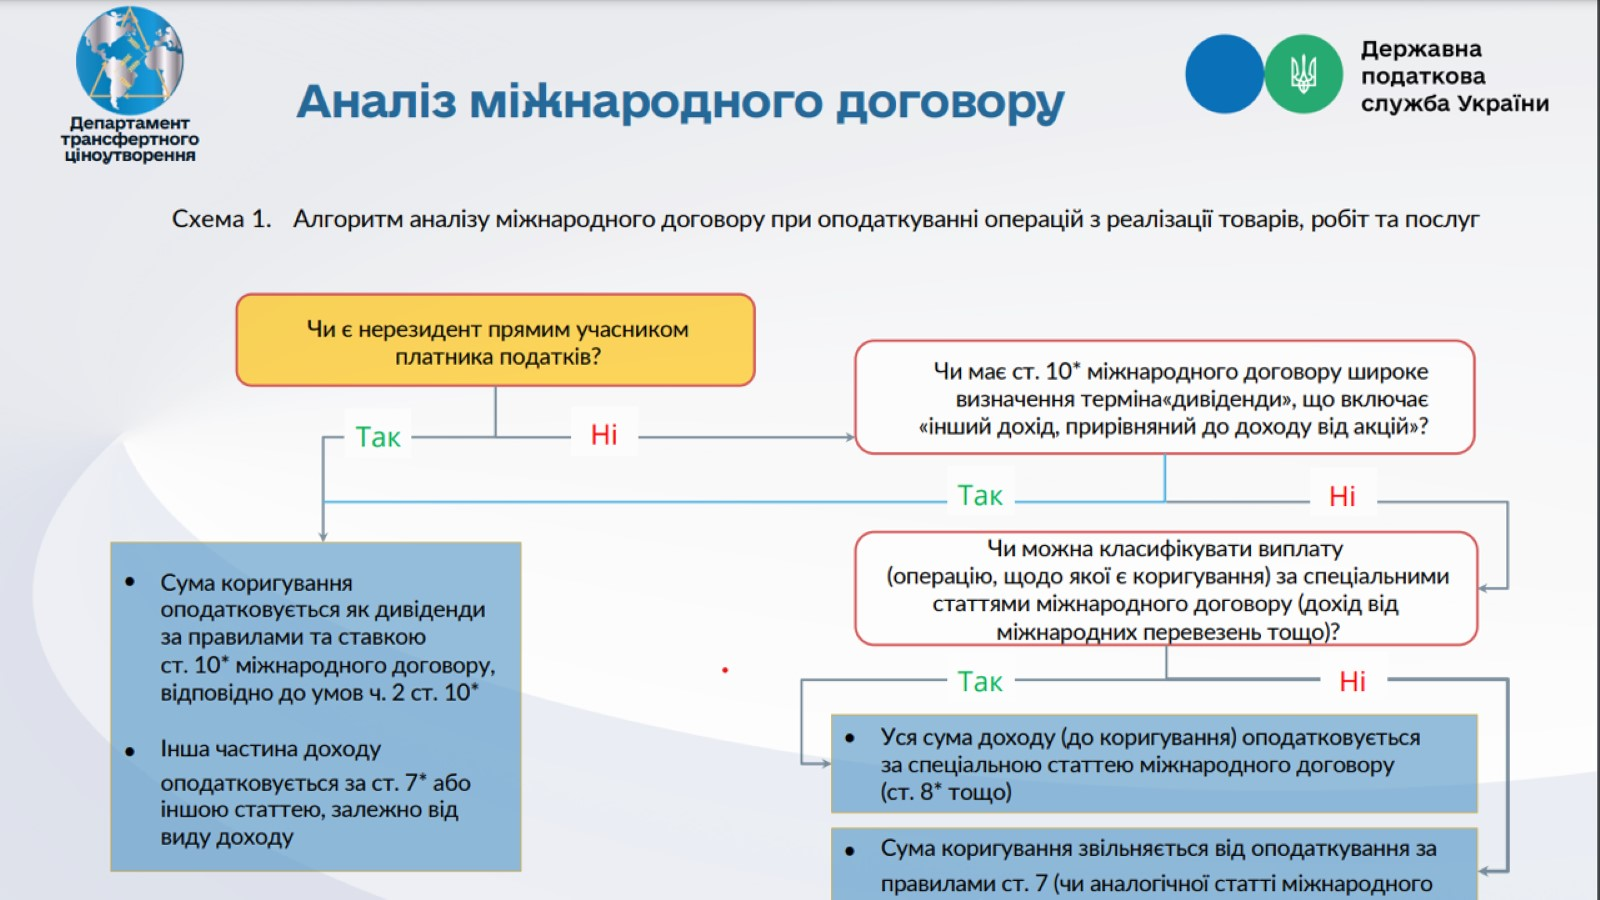 Департамент
трансфертного
ціноутворення
Аналіз міжнародного договору
Державна
податкова
служба України
Схема 1. Алгоритм аналізу міжнародного договору при оподаткуванні операцій з реалізації товарів, робіт та послуг
Чи є нерезидент прямим учасником
платника податків?
Чи має ст. 10* міжнародного договору широке
визначення терміна«дивіденди», що включає
«інший дохід, прирівняний до доходу від акцій»?
Так
Ні
Так
Ні
Чи можна класифікувати виплату
(операцію, щодо якої є коригування) за спеціальними
статтями міжнародного договору (дохід від
міжнародних перевезень тощо)?
• Сума коригування
оподатковується як дивіденди
за правилами та ставкою
ст. 10* міжнародного договору,
відповідно до умов ч. 2 ст. 10*
• Інша частина доходу
оподатковується за ст. 7* або
іншою статтею, залежно від
виду доходу
Так
Ні
• Уся сума доходу (до коригування) оподатковується
за спеціальною статтею міжнародного договору
(ст. 8* тощо)
• Сума коригування звільняється від оподаткування за
правилами ст. 7 (чи аналогічної статті міжнародного